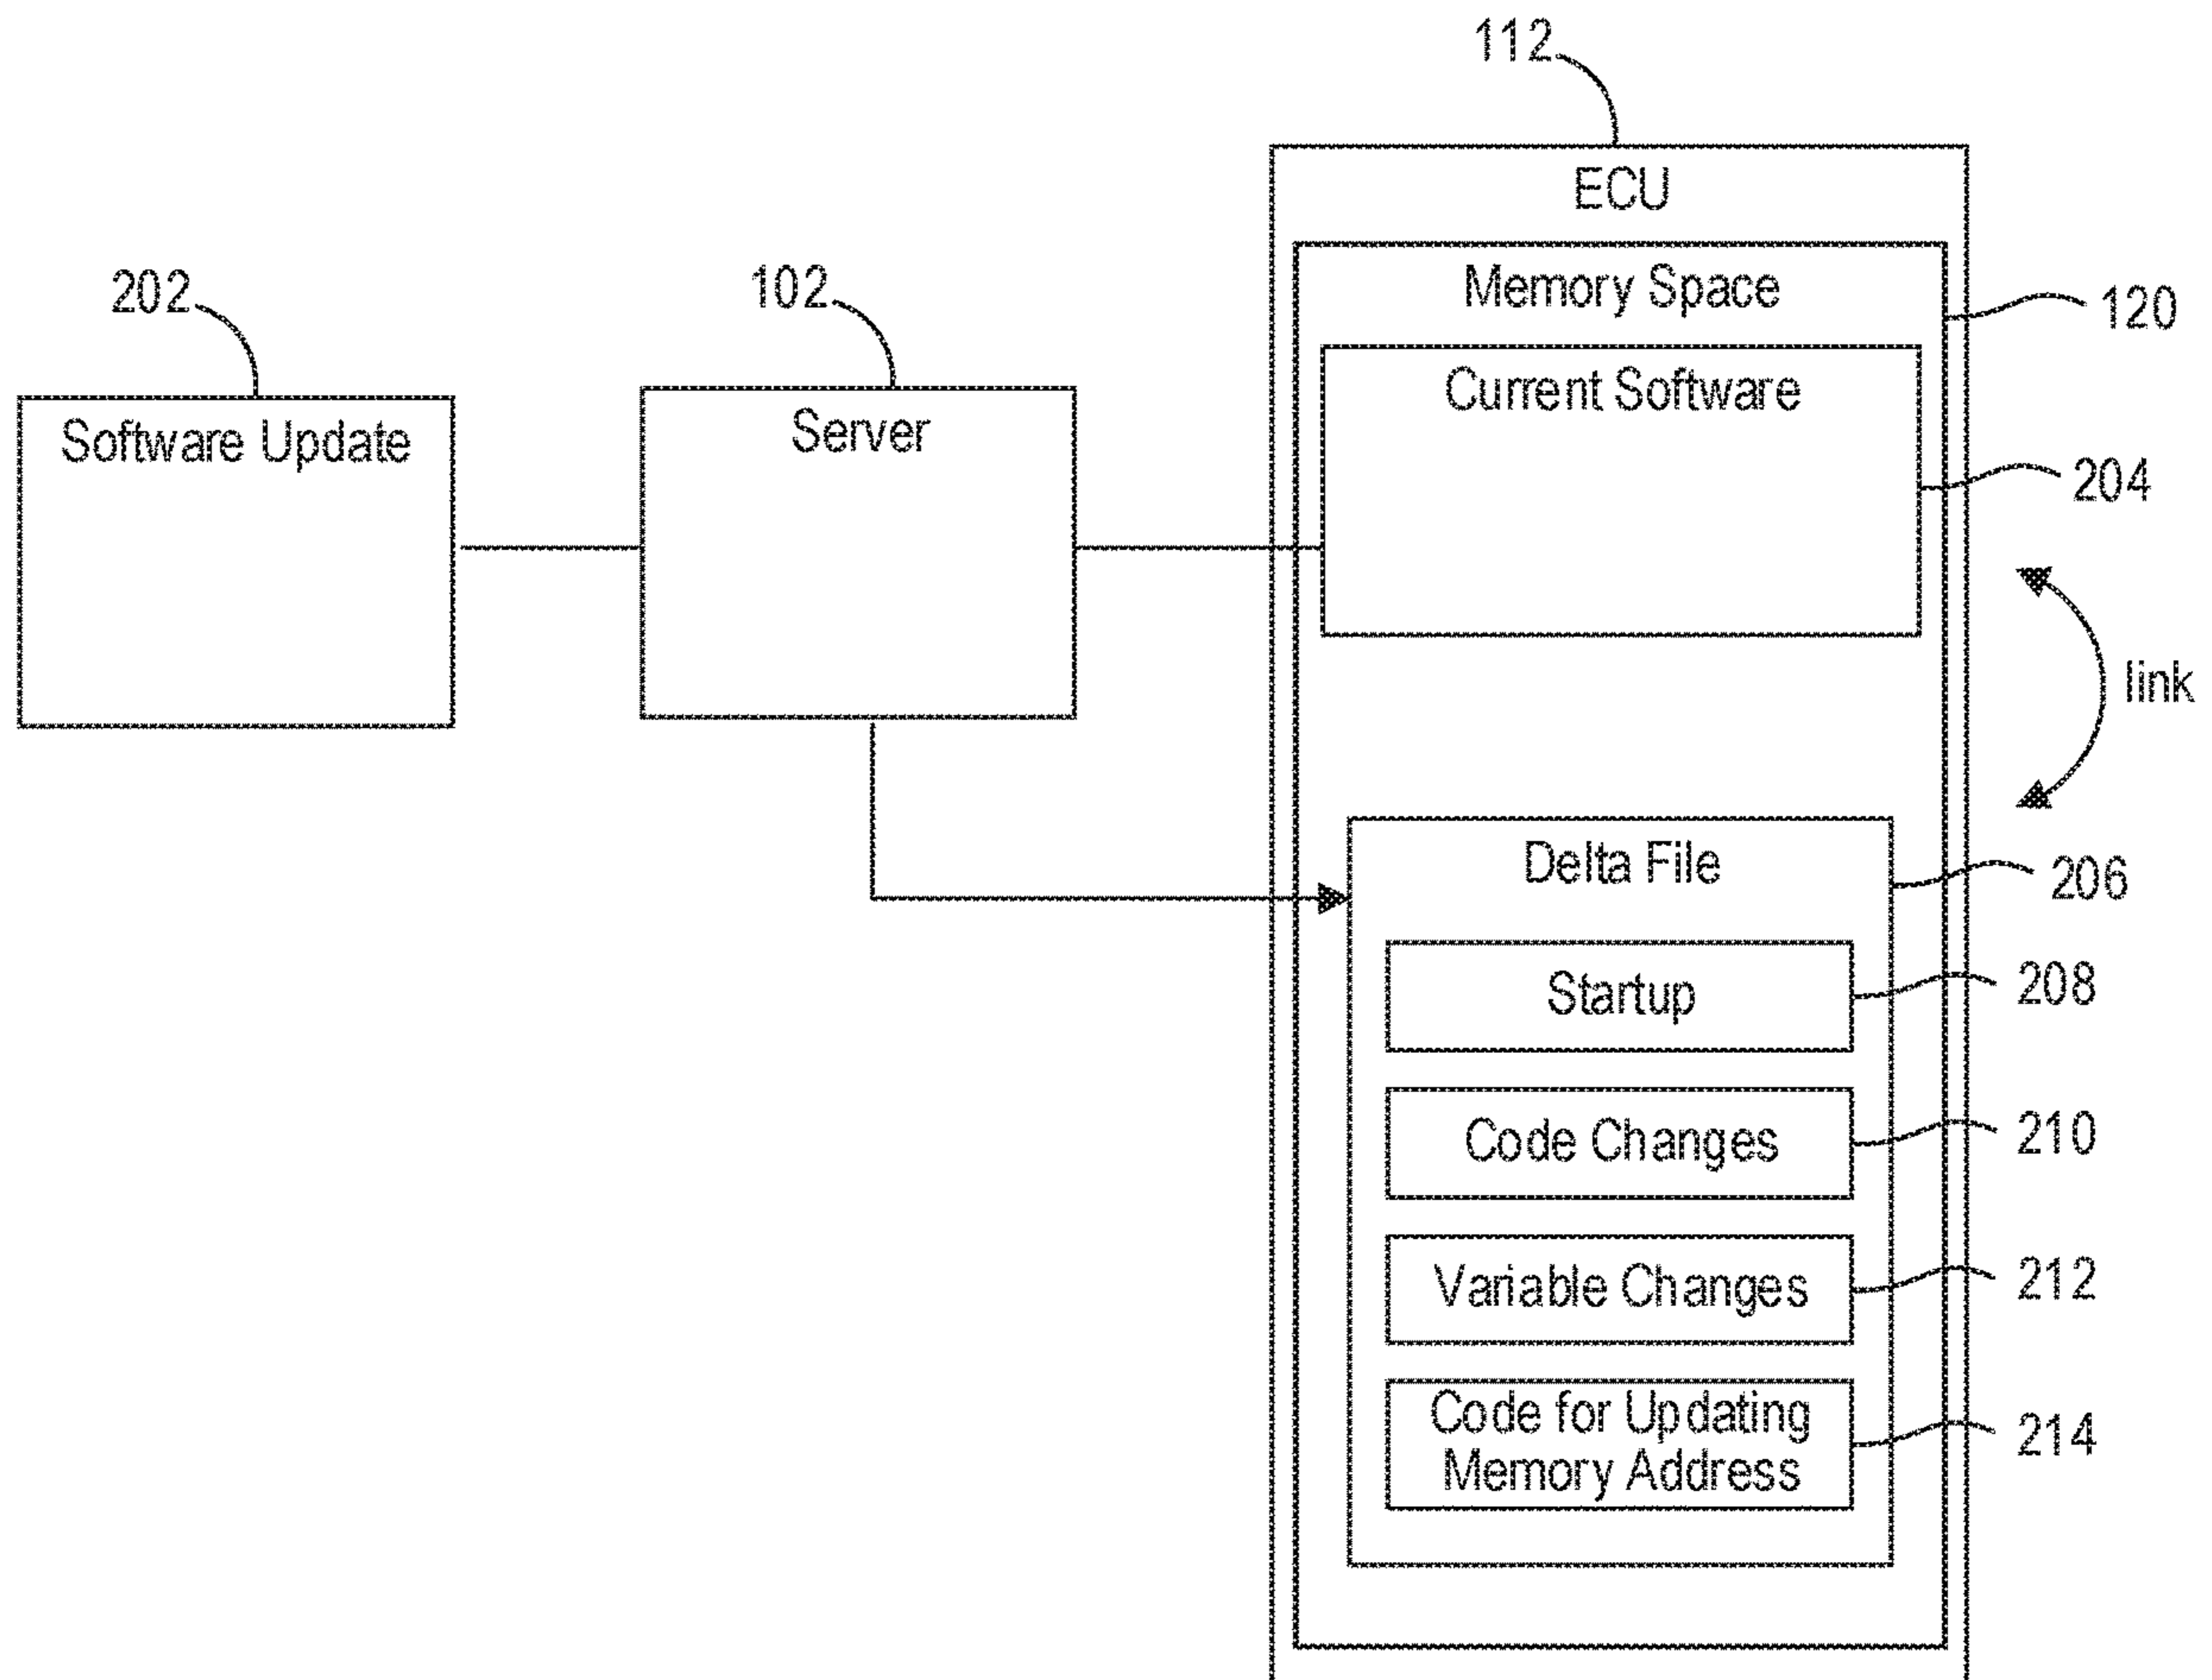 112
ECU
Memory Space
120
202
102
Current Software
Software Update
Server
204
link
Delta File
206
Startup
208
Code Changes
210
Variable Changes
212
Code for Updating
Memory Address
214